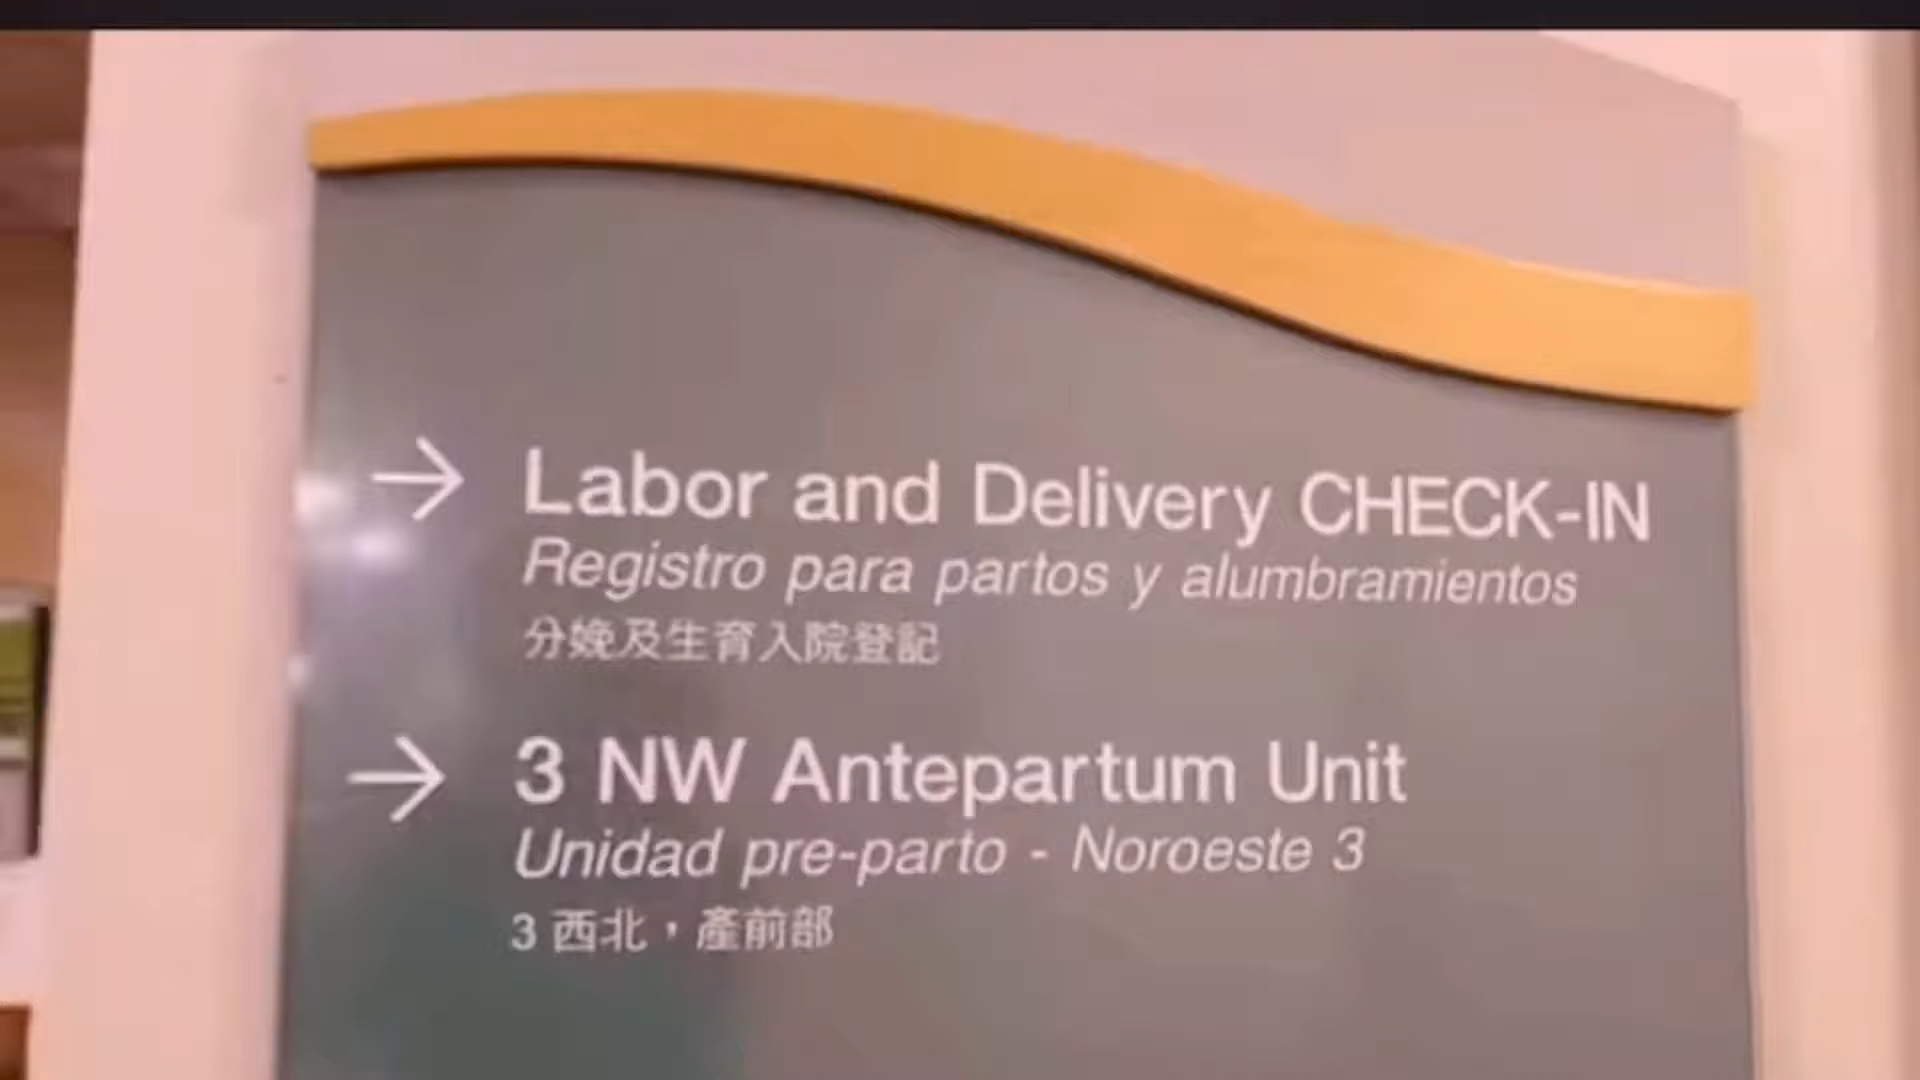 → Labor and Delivery CHECK-IN
Registro para partos y alumbramientos
分娩及生育入院登記
→ 3 NW Antepartum Unit
Unidad pre-parto - Noroeste 3
3 西北，產前部